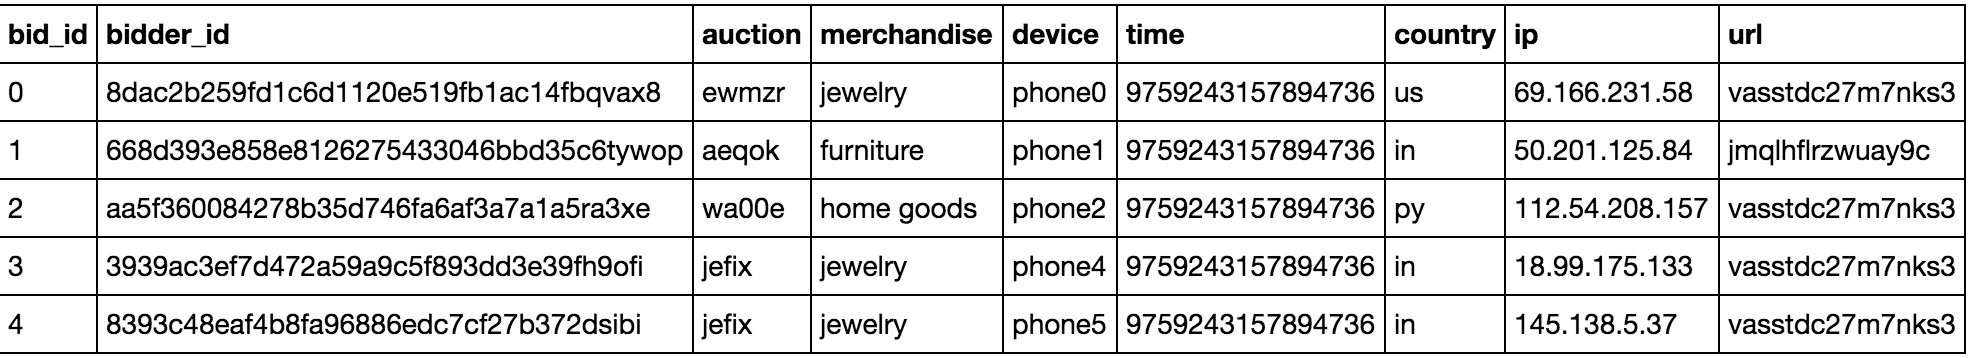 bid_id bidder_id auction merchandise device time country ip url
0 8dac2b259fd1c6d1120e519fb1ac14fbqvax8 ewmzr jewelry phone0 9759243157894736 us 69.166.231.58 vasstdc27m7nks3
1 668d393e858e8126275433046bbd35c6tywop aeqok furniture phone1 9759243157894736 in 50.201.125.84 jmqlhflrzwuay9c
2 aa5f360084278b35d746fa6af3a7a1a5ra3xe wa00e home goods phone2 9759243157894736 py 112.54.208.157 vasstdc27m7nks3
3 3939ac3ef7d472a59a9c5f893dd3e39fh9ofi jefix jewelry phone4 9759243157894736 in 18.99.175.133 vasstdc27m7nks3
4 8393c48eaf4b8fa96886edc7cf27b372dsibi jefix jewelry phone5 9759243157894736 in 145.138.5.37 vasstdc27m7nks3